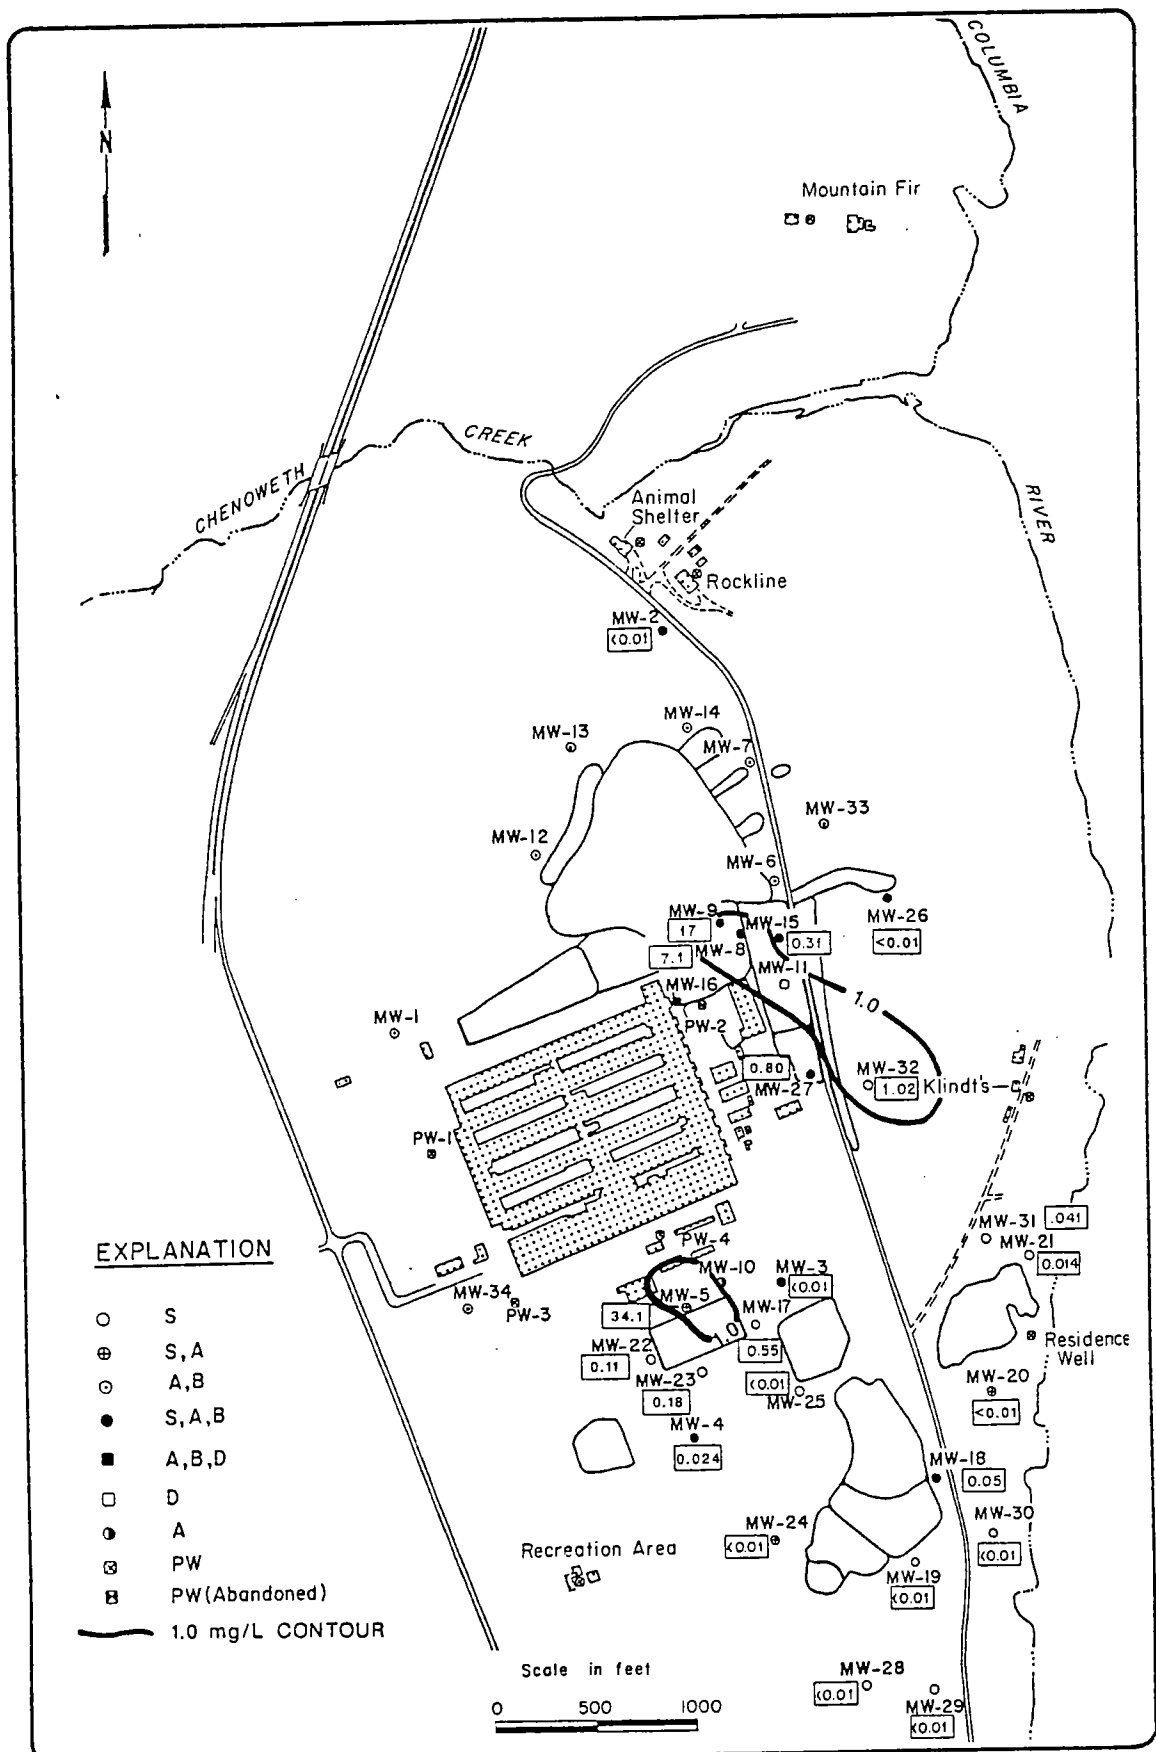 COLUMBIA
N
Mountain Fir
CREEK
CHENOWETH
RIVER
Animal
Shelter
Rockline
MW-2
<0.01
MW-14
MW-13
MW-7
MW-33
MW-12
MW-6
MW-9
MW-15
MW-26
17
0.31
<0.01
MW-8
7.1
MW-11
MW-16
1.0
MW-1
PW-2
0.80
MW-32
MW-27
1.02
Klindt's
PW-1
MW-31
.041
MW-21
0.014
EXPLANATION
PW-4
MW-10
MW-3
<0.01
MW-34
MW-5
PW-3
34.1
MW-17
1.0
0.55
Residence
Well
MW-22
0.11
MW-23
<0.01
MW-20
0.18
MW-25
<0.01
MW-4
0.024
MW-18
0.05
MW-24
<0.01
MW-30
<0.01
Recreation Area
MW-19
<0.01
S
S,A
A,B
S,A,B
A,B,D
D
A
PW
PW(Abandoned)
1.0 mg/L CONTOUR
Scale in feet
0 500 1000
MW-28
<0.01
MW-29
<0.01